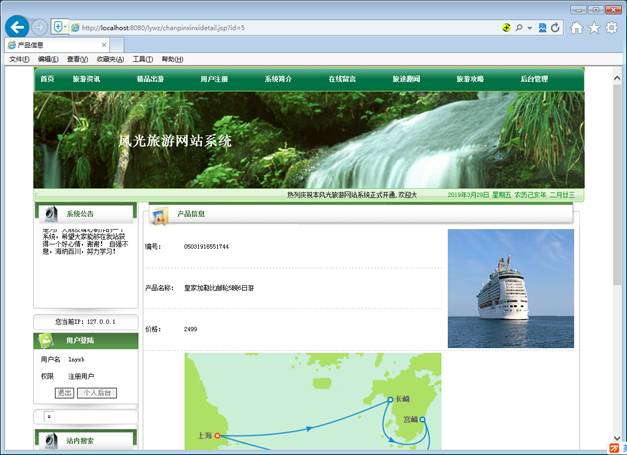 http://localhost:8080/lywz/chanpinxinxidetail.jsp?id=5
产品信息
文件(F) 编辑(E) 查看(V) 收藏夹(A) 工具(T) 帮助(H)
首页 旅游资讯 精品出游 用户注册 系统简介 在线留言 旅途趣闻 旅游攻略 后台管理
风光旅游网站系统
热烈庆祝本风光旅游网站系统正式开通, 欢迎大
2019年3月29日 星期五 农历己亥年 二月廿三
系统公告
系统，希望大家能够在我站获
得一个好心情，谢谢！ 自强不
息，海纳百川，努力学习！
您当前IP：127.0.0.1
用户登陆
用户名 lnyxb
权限 注册用户
退出 个人后台
站内搜索
产品信息
编号： 05031916551744
产品名称： 皇家加勒比邮轮5晚6日游
价格： 2499
长崎
宫崎
上海
英